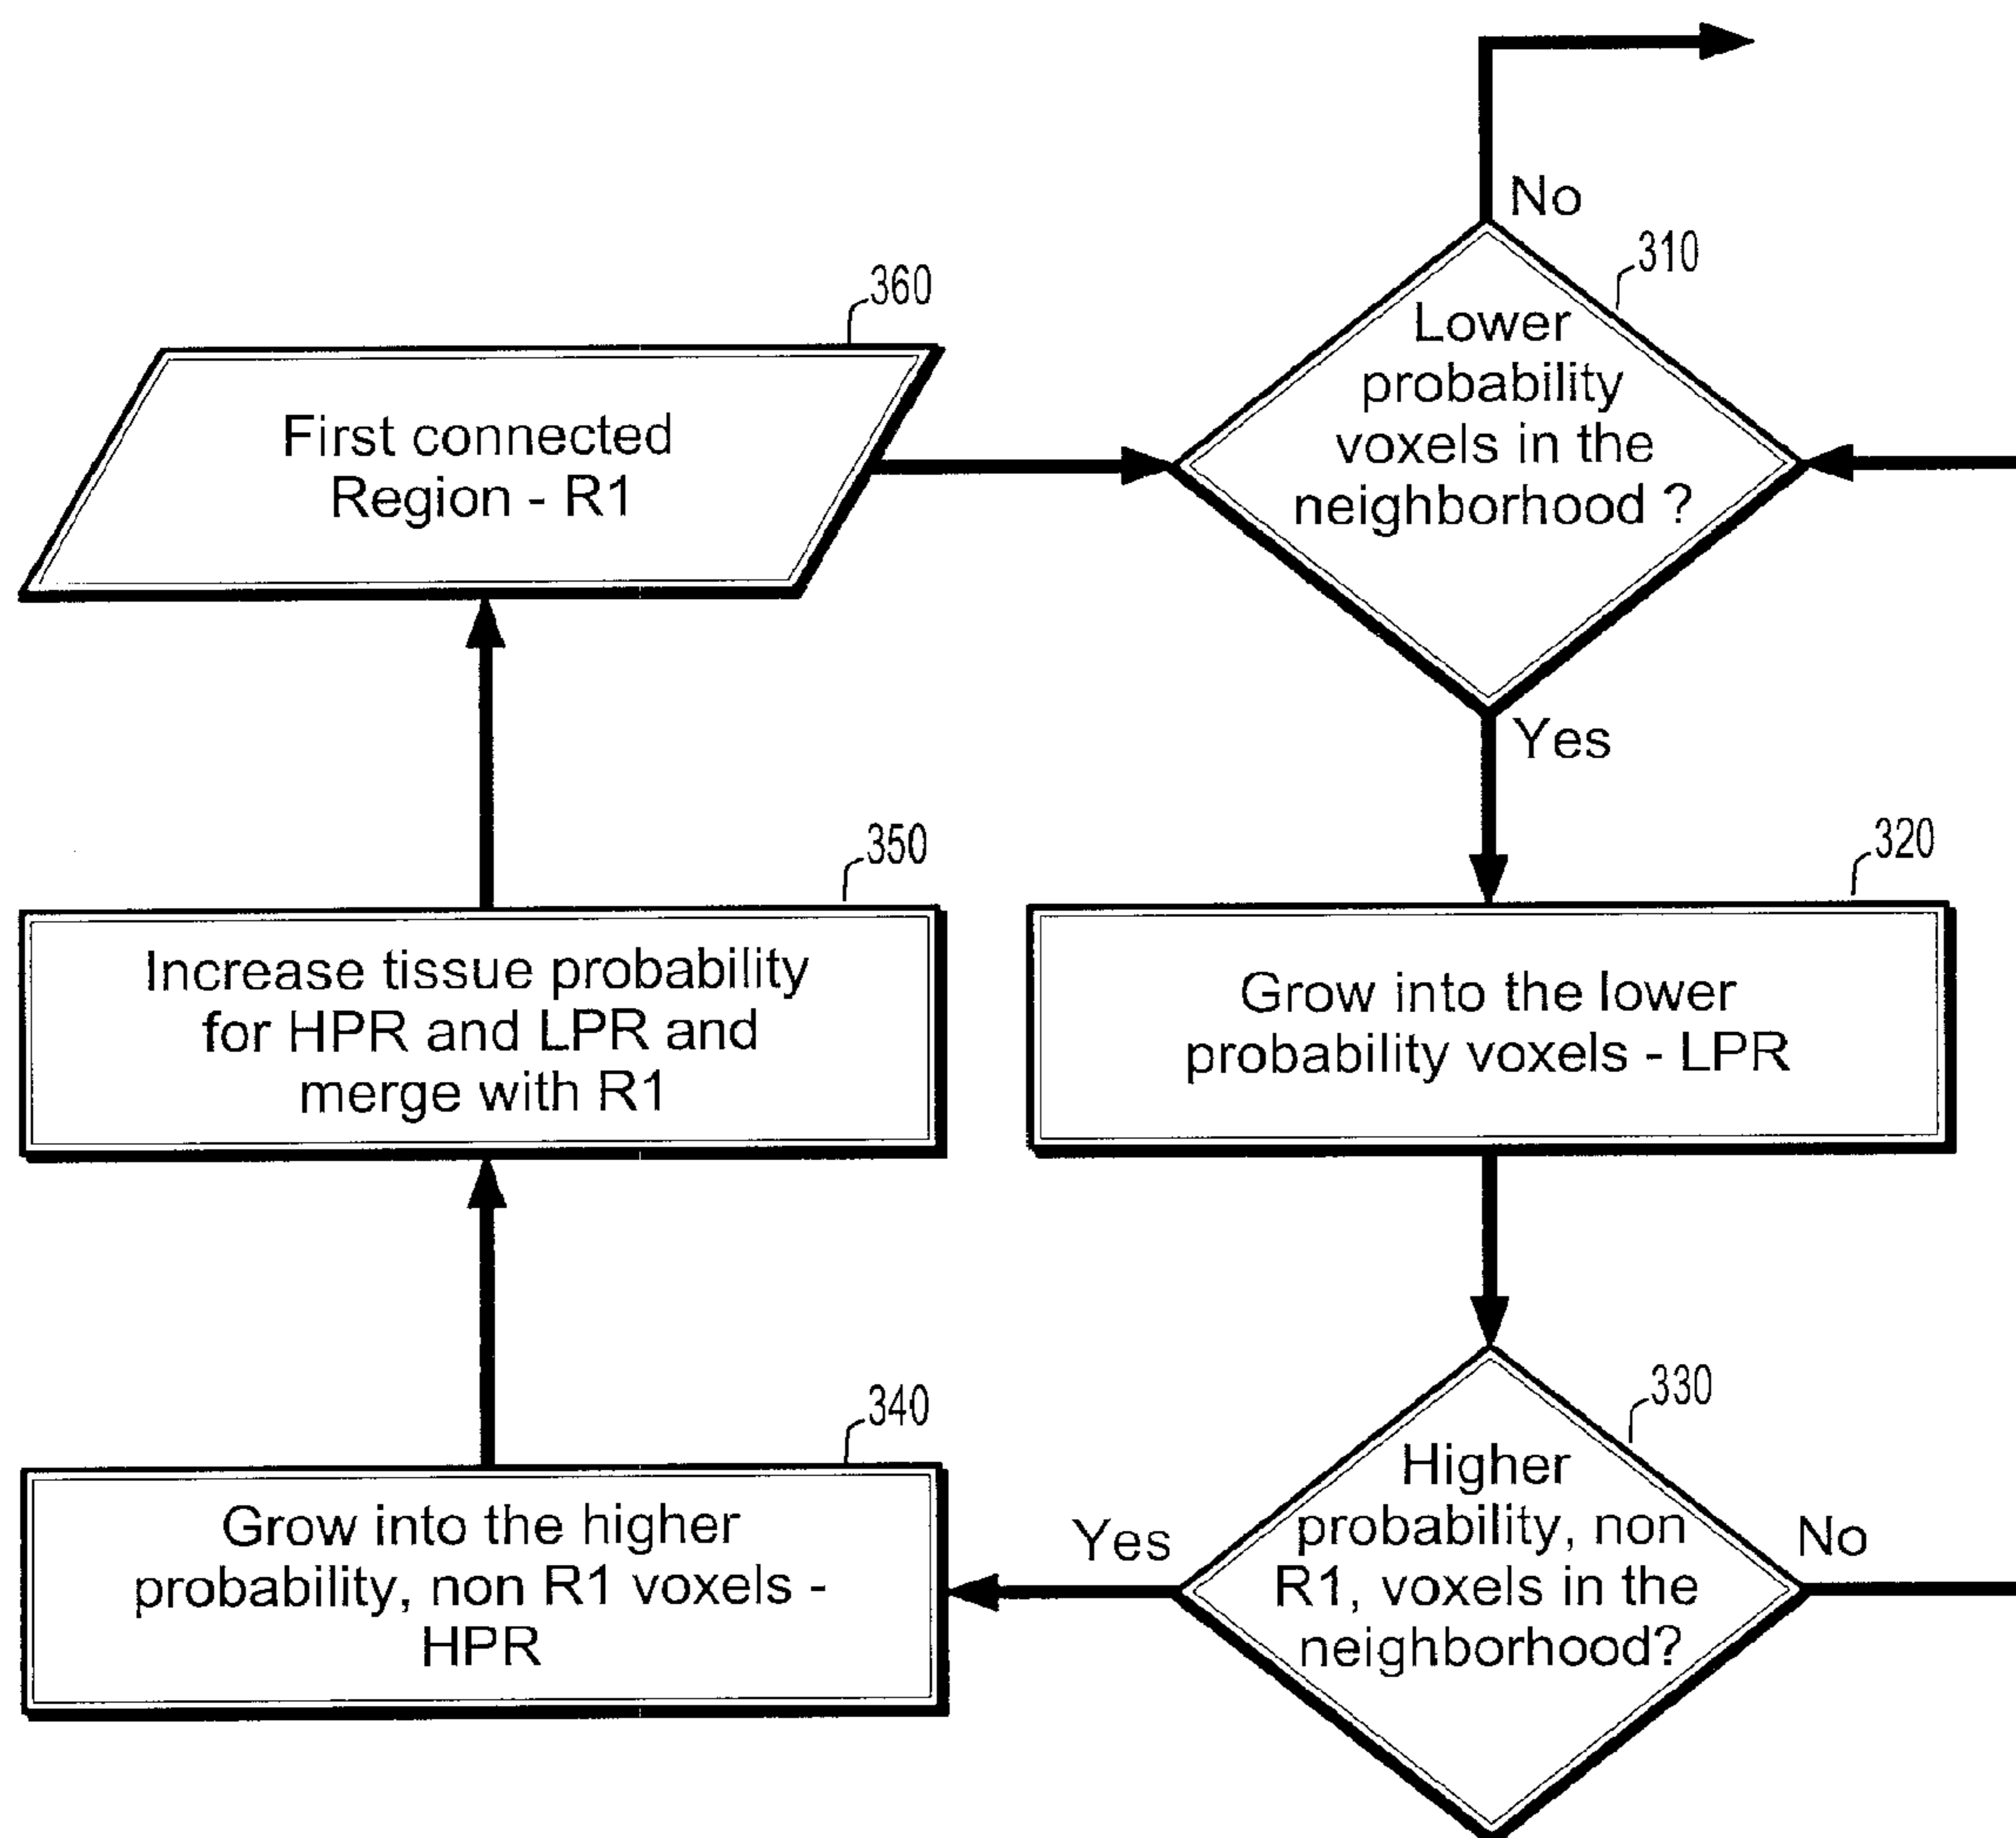 No
310
Lower
probability
voxels in the
neighborhood ?
360
First connected
Region - R1
Yes
350
Increase tissue probability
for HPR and LPR and
merge with R1
320
Grow into the lower
probability voxels - LPR
340
Grow into the higher
probability, non R1 voxels -
HPR
Yes
330
Higher
probability, non
R1, voxels in the
neighborhood?
No